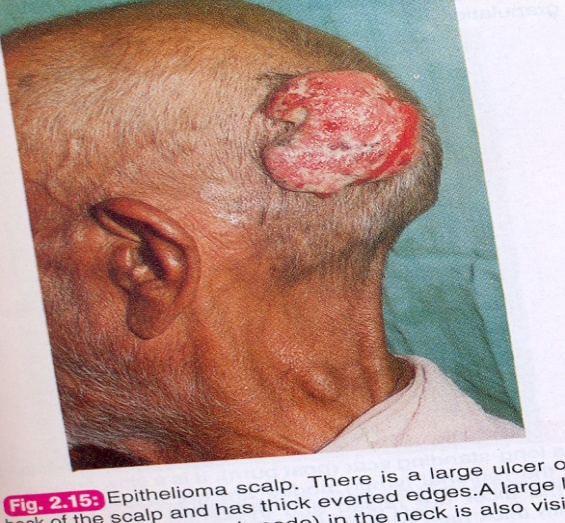 Fig. 2.15: Epithelioma scalp. There is a large ulcer o
back of the scalp and has thick everted edges.A large l
node) in the neck is also visi